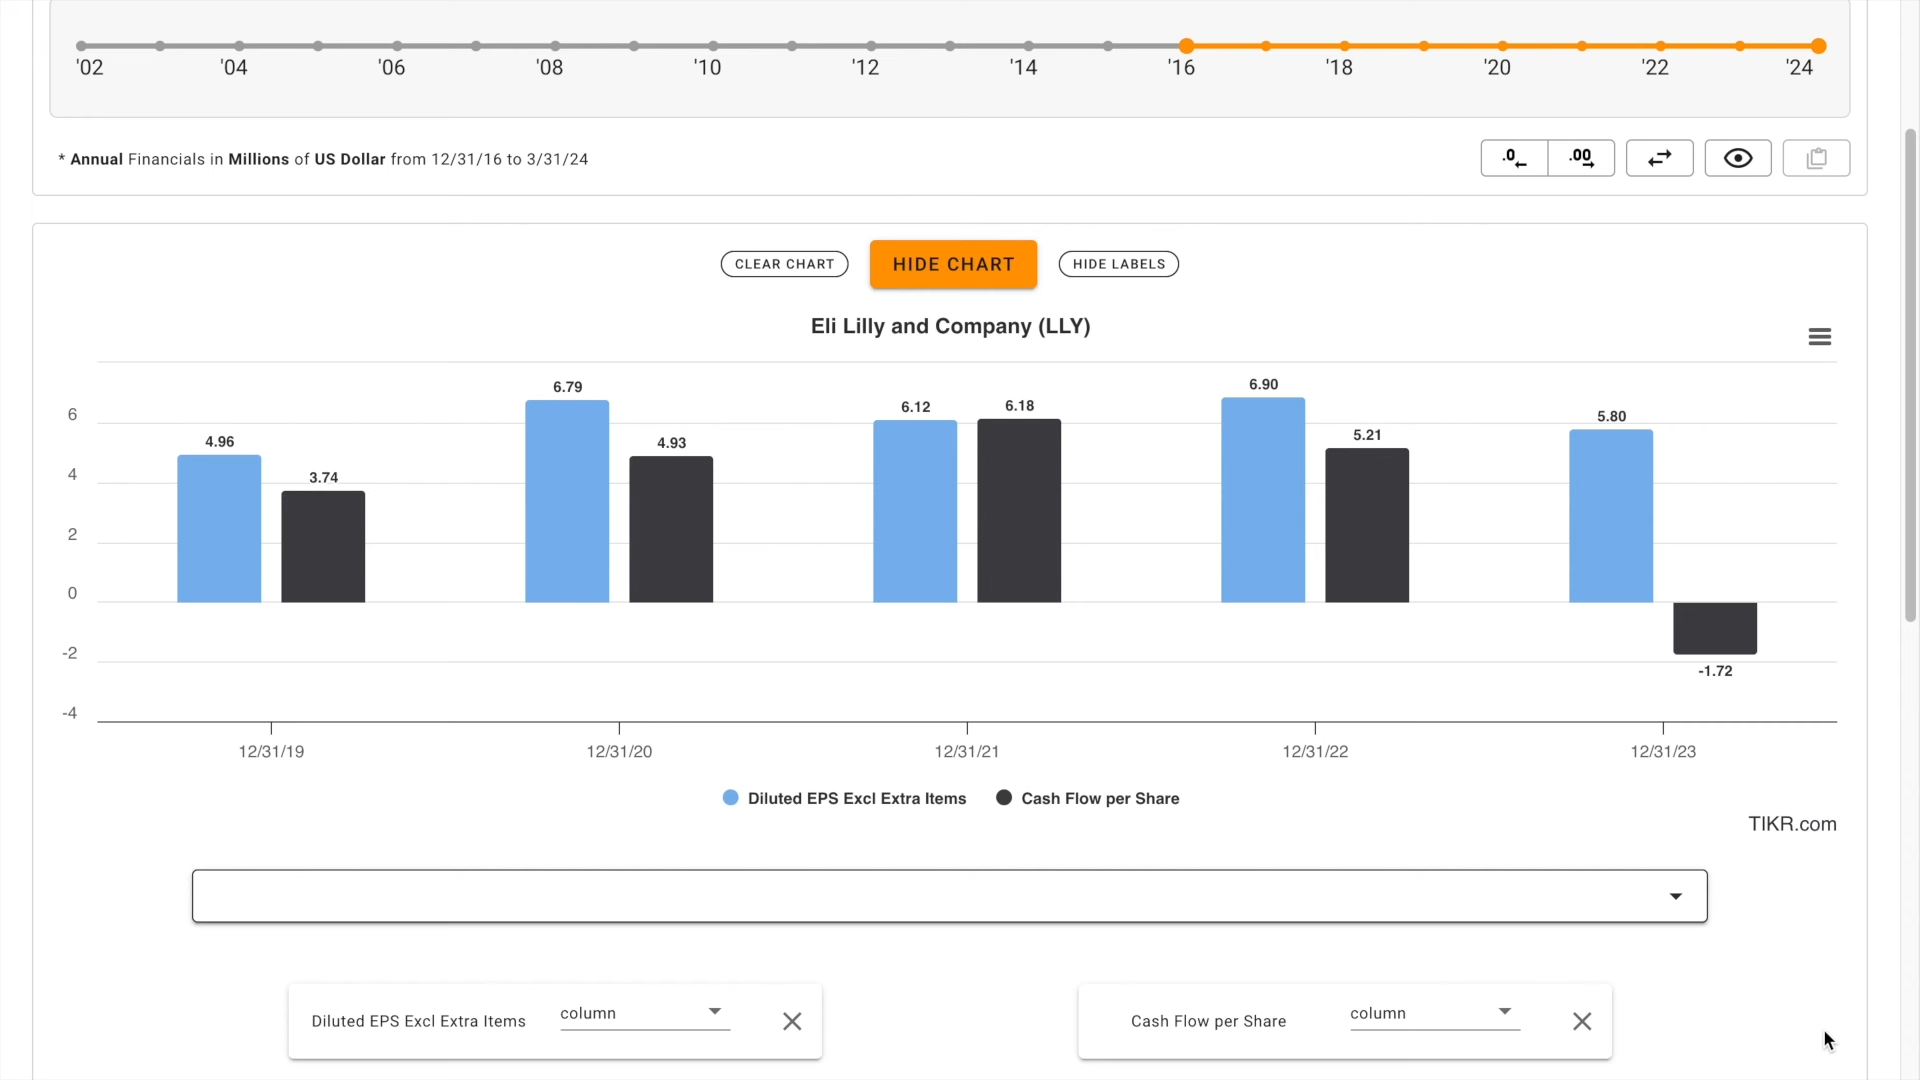 '02 '04 '06 '08 '10 '12 '14 '16 '18 '20 '22 '24
* Annual Financials in Millions of US Dollar from 12/31/16 to 3/31/24
.0 .00
CLEAR CHART HIDE CHART HIDE LABELS
Eli Lilly and Company (LLY)
6.90
6.79
6.18
6.12
6
5.80
5.21
4.96
4.93
3.74
4
2
0
-2
-1.72
-4
12/31/19 12/31/20 12/31/21 12/31/22 12/31/23
Diluted EPS Excl Extra Items Cash Flow per Share
TIKR.com
Diluted EPS Excl Extra Items column
Cash Flow per Share column